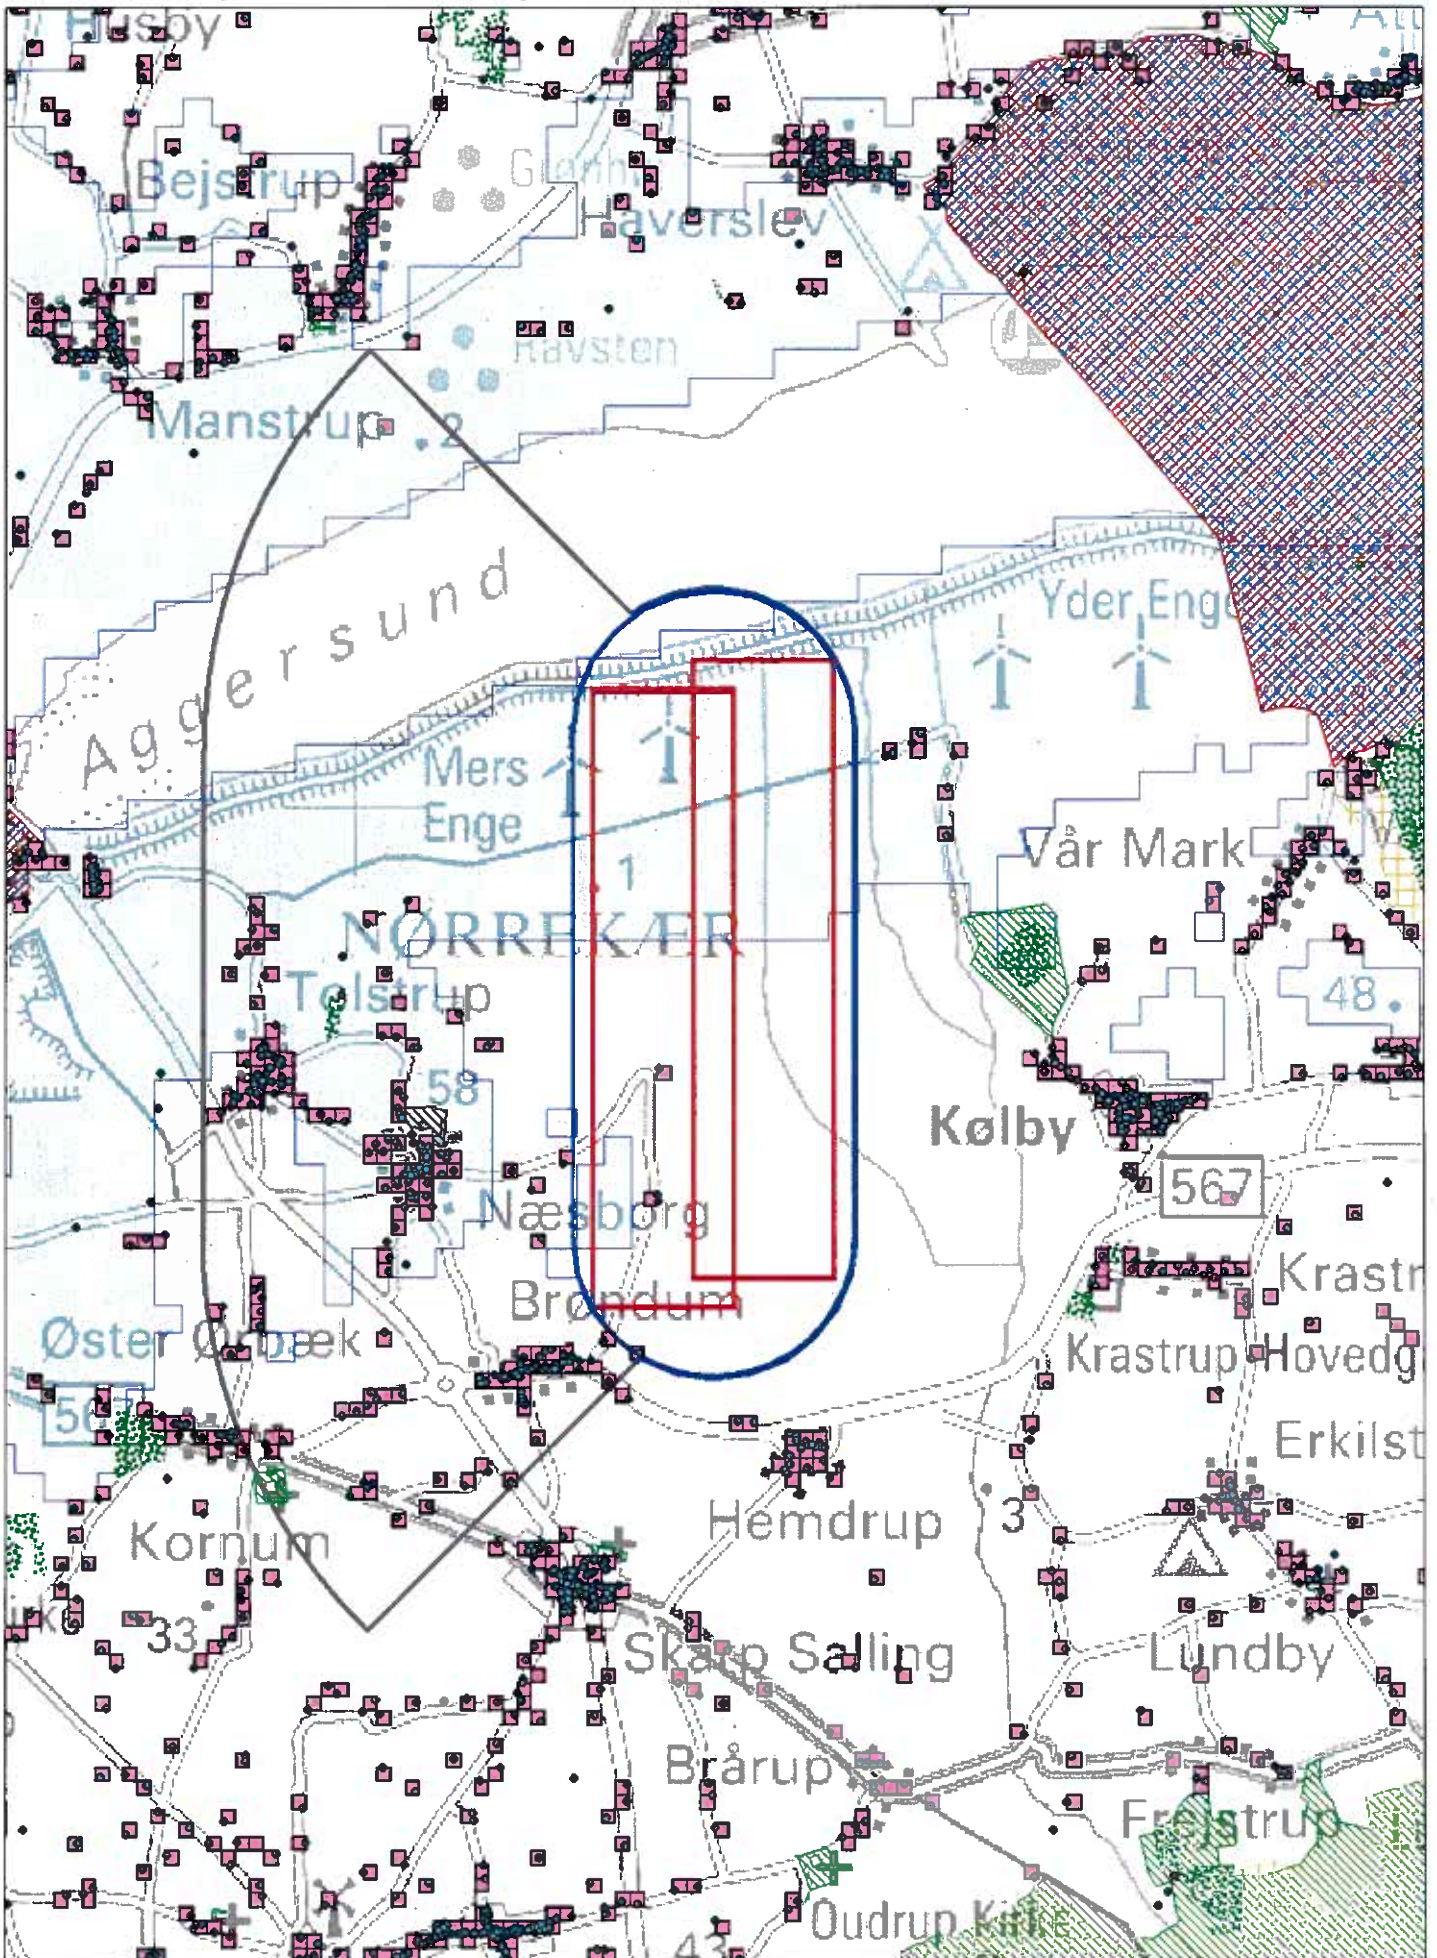 Husby
Bejstrup
Haverslev
Ravsten
Manstrup
2
Aggersund
Yder Enge
Mers
Enge
1
Vår Mark
NØRREKÆR
Tolstrup
48
58
Kølby
567
Næsborg
Brøndum
Krastr
Øster Ørbæk
Krastrup Hovedg
Erkilst
Hemdrup
3
Kornum
33
Skarp Salling
Lundby
Brårup
Frejstrup
Oudrup Kirke
43